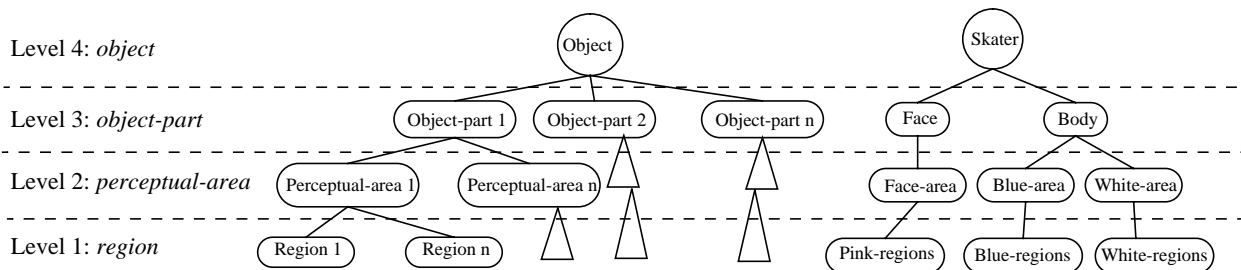 Level 4: object
Object
Skater
Level 3: object-part
Object-part 1
Object-part 2
Object-part n
Face
Body
Level 2: perceptual-area
Perceptual-area 1
Perceptual-area n
Face-area
Blue-area
White-area
Level 1: region
Region 1
Region n
Pink-regions
Blue-regions
White-regions